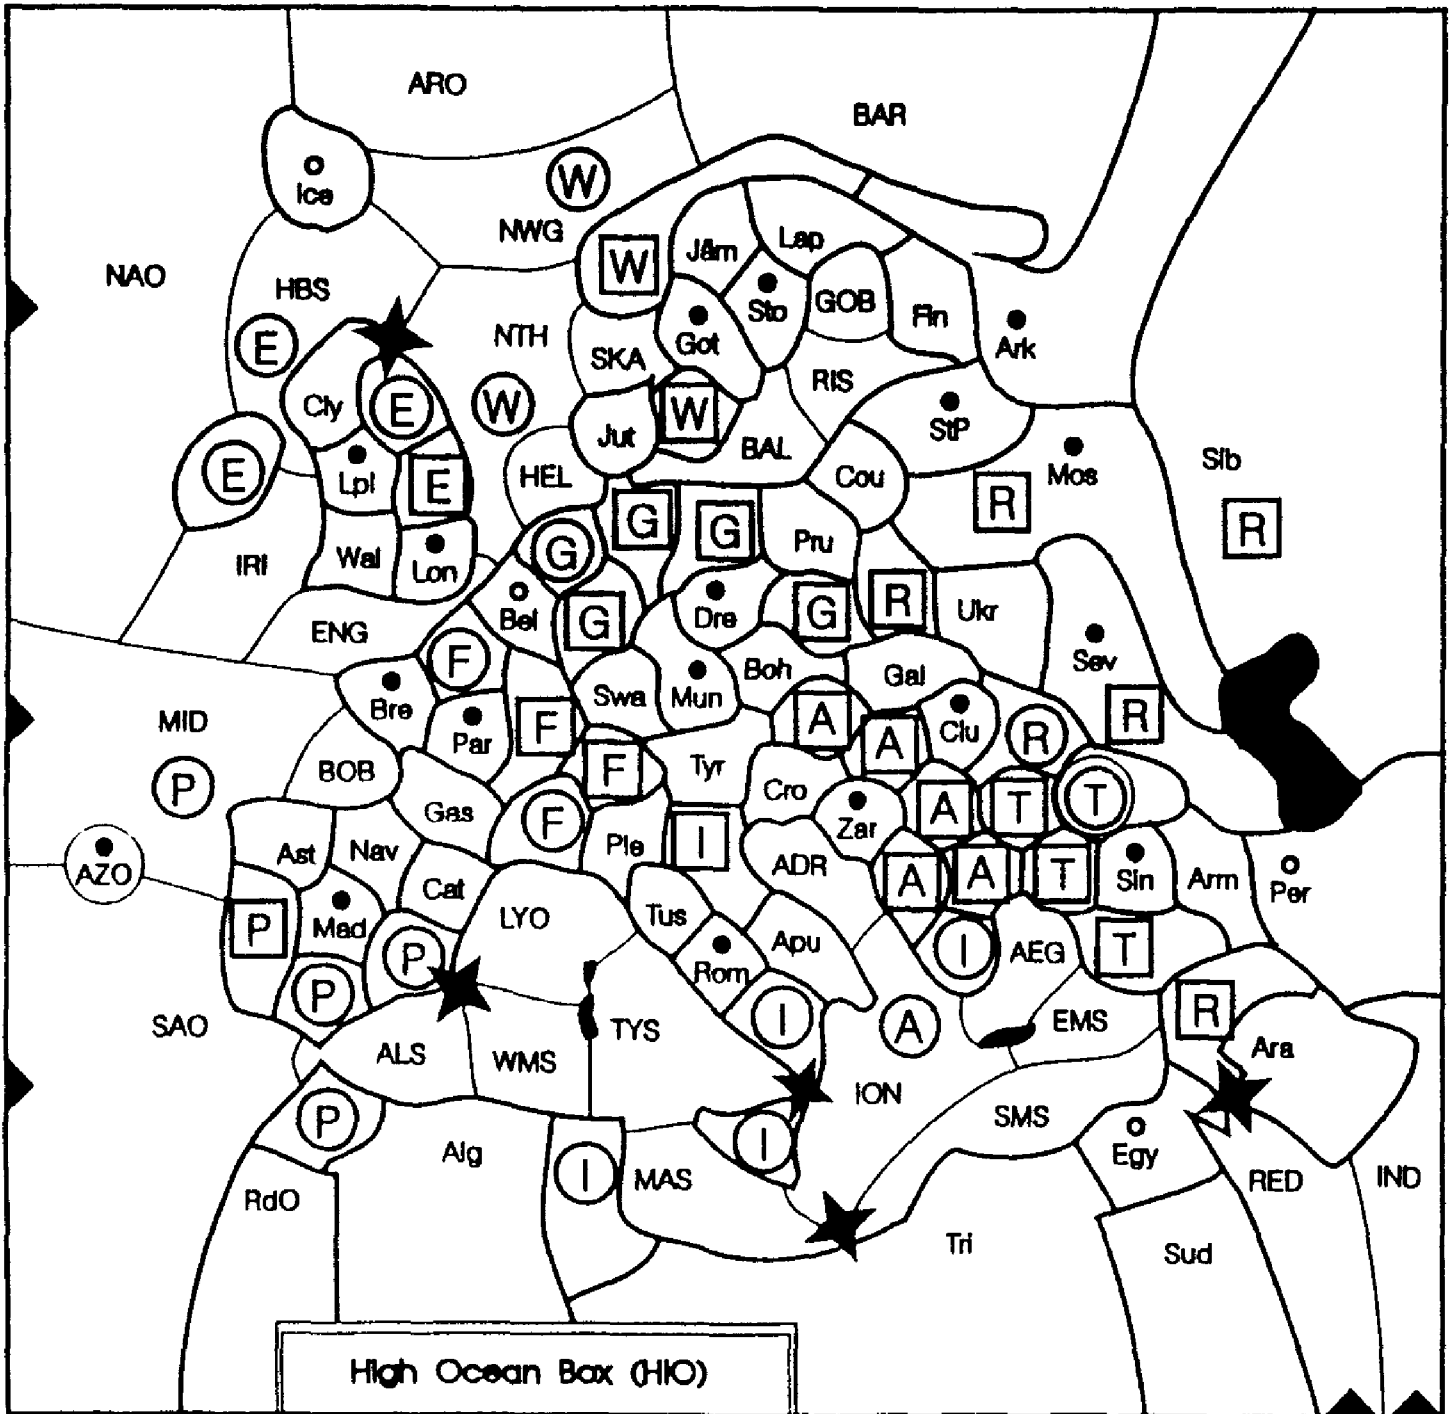 ARO
BAR
Ice
W
NWG
Jäm
Lap
NAO
HBS
W
Sto
GOB
Fin
Ark
E
NTH
SKA
Got
RIS
Cly
E
W
W
StP
Jut
BAL
E
Lpl
E
HEL
Cou
Mos
Sib
R
R
G
G
Pru
IRI
Wal
Lon
G
Bel
G
Dre
G
R
Ukr
ENG
F
Sev
Swa
Mun
Boh
Gal
Bre
MID
Par
F
A
A
Clu
R
R
P
BOB
F
Tyr
Cro
Gas
F
Zar
A
T
T
Ast
Nav
Pie
I
ADR
AZO
Cat
A
A
T
Sin
Arm
Per
P
Mad
LYO
Tus
Apu
P
Rom
I
AEG
T
P
I
A
EMS
R
SAO
ALS
WMS
TYS
ION
Ara
P
I
SMS
Alg
I
MAS
Egy
RdO
RED
IND
Tri
Sud
High Ocean Box (HIO)